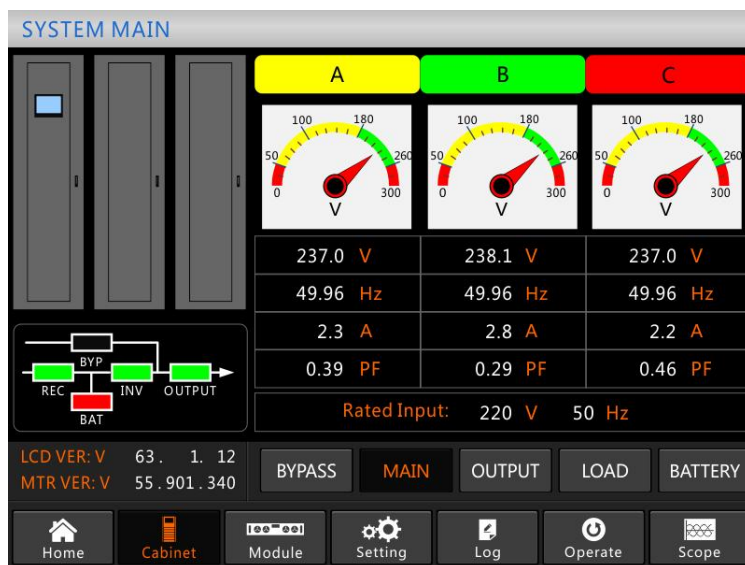 SYSTEM MAIN
A B C
100 180 100 180 100 180
50 260 50 260 50 260
0 300 0 300 0 300
V V V
237.0 V 238.1 V 237.0 V
49.96 Hz 49.96 Hz 49.96 Hz
2.3 A 2.8 A 2.2 A
0.39 PF 0.29 PF 0.46 PF
Rated Input: 220 V 50 Hz
BYP
REC INV OUTPUT
BAT
LCD VER: V 63. 1. 12
MTR VER: V 55.901.340
BYPASS MAIN OUTPUT LOAD BATTERY
Home Cabinet Module Setting Log Operate Scope